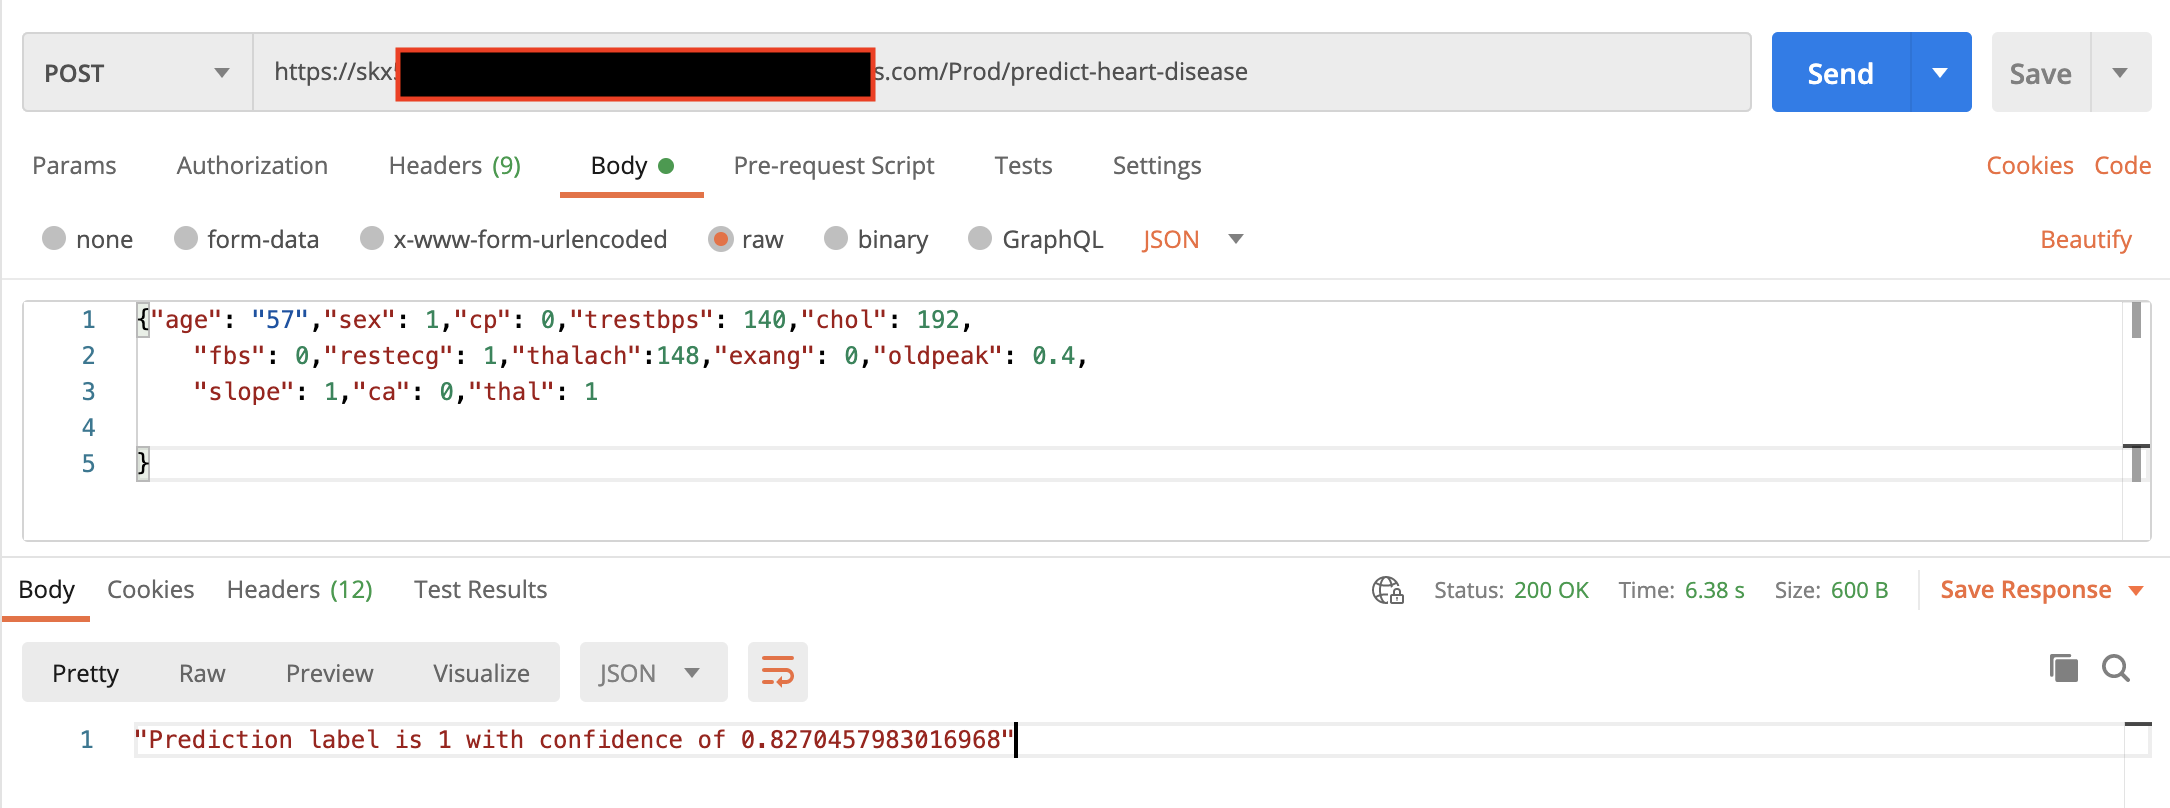 POST https://skx s.com/Prod/predict-heart-disease Send Save
Params Authorization Headers (9) Body Pre-request Script Tests Settings Cookies Code
none form-data x-www-form-urlencoded raw binary GraphQL JSON Beautify
1 {"age": "57","sex": 1,"cp": 0,"trestbps": 140,"chol": 192,
2 "fbs": 0,"restecg": 1,"thalach":148,"exang": 0,"oldpeak": 0.4,
3 "slope": 1,"ca": 0,"thal": 1
4
5 }
Body Cookies Headers (12) Test Results Status: 200 OK Time: 6.38 s Size: 600 B Save Response
Pretty Raw Preview Visualize JSON
1 "Prediction label is 1 with confidence of 0.8270457983016968"